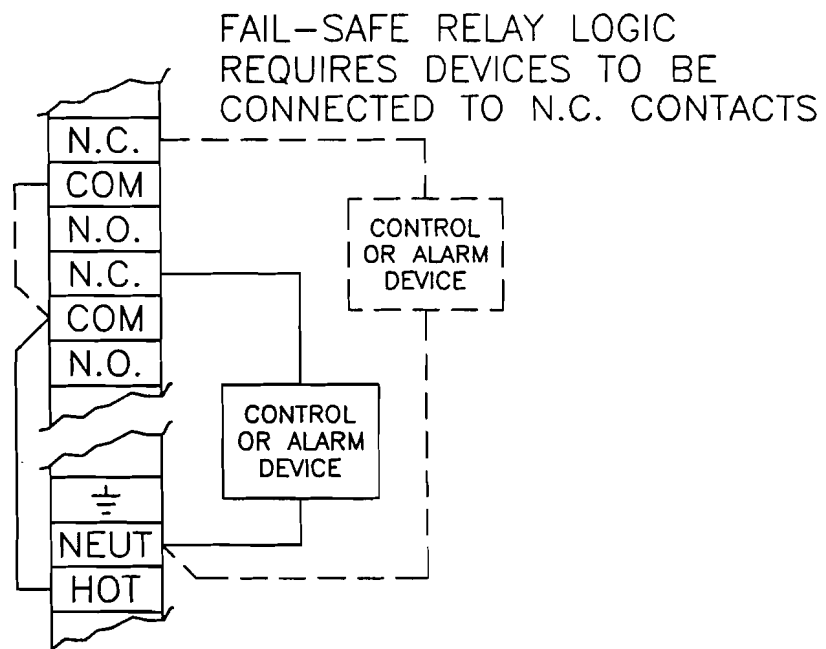 FAIL-SAFE RELAY LOGIC
REQUIRES DEVICES TO BE
CONNECTED TO N.C. CONTACTS
N.C.
COM
N.O.
N.C.
COM
N.O.
CONTROL
OR ALARM
DEVICE
CONTROL
OR ALARM
DEVICE
NEUT
HOT